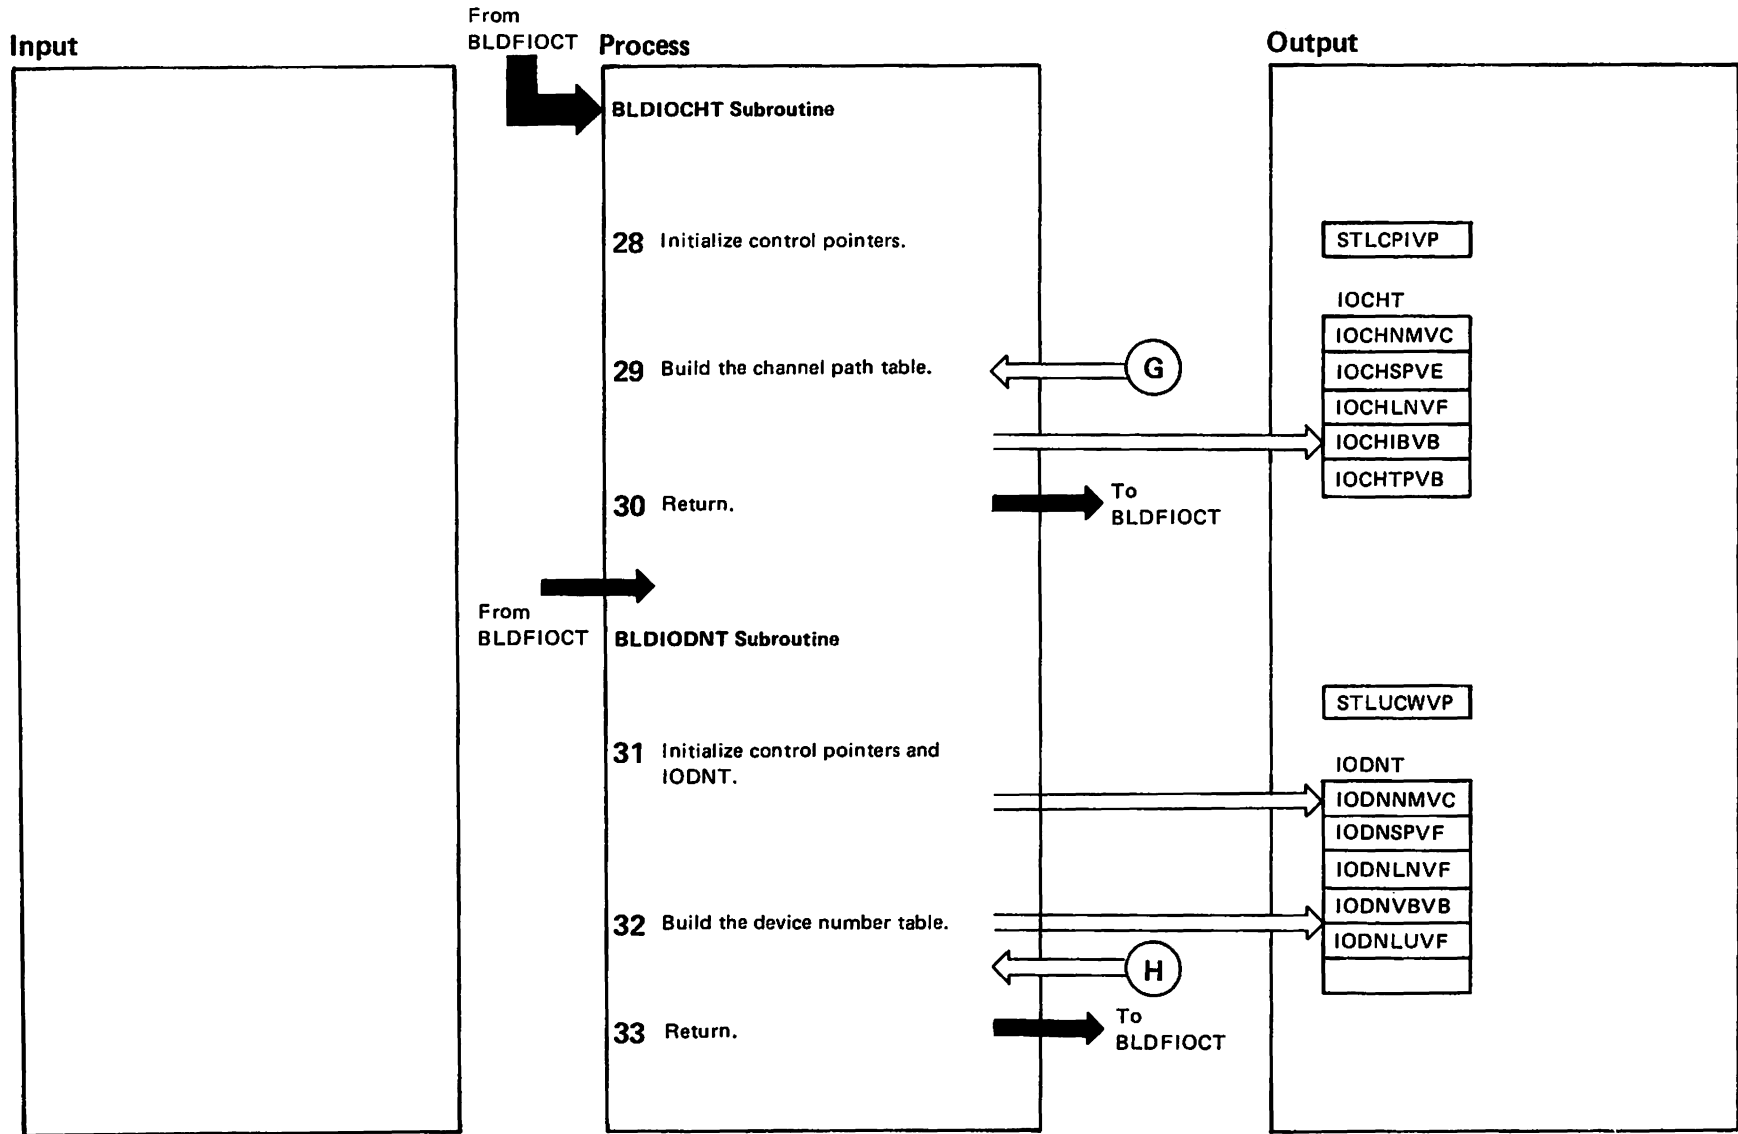 From
BLDFIOCT
Input
Process
Output
BLDIOCHT Subroutine
28 Initialize control pointers.
STLCPIVP
IOCHT
IOCHNMVC
29 Build the channel path table.
G
IOCHSPVE
IOCHLNVF
IOCHIBVB
IOCHTPVB
30 Return.
To
BLDFIOCT
From
BLDFIOCT
BLDIODNT Subroutine
STLUCWVP
31 Initialize control pointers and
IODNT.
IODNT
IODNNMVC
IODNSPVF
IODNLNVF
IODNVBVB
32 Build the device number table.
IODNLUVF
H
33 Return.
To
BLDFIOCT